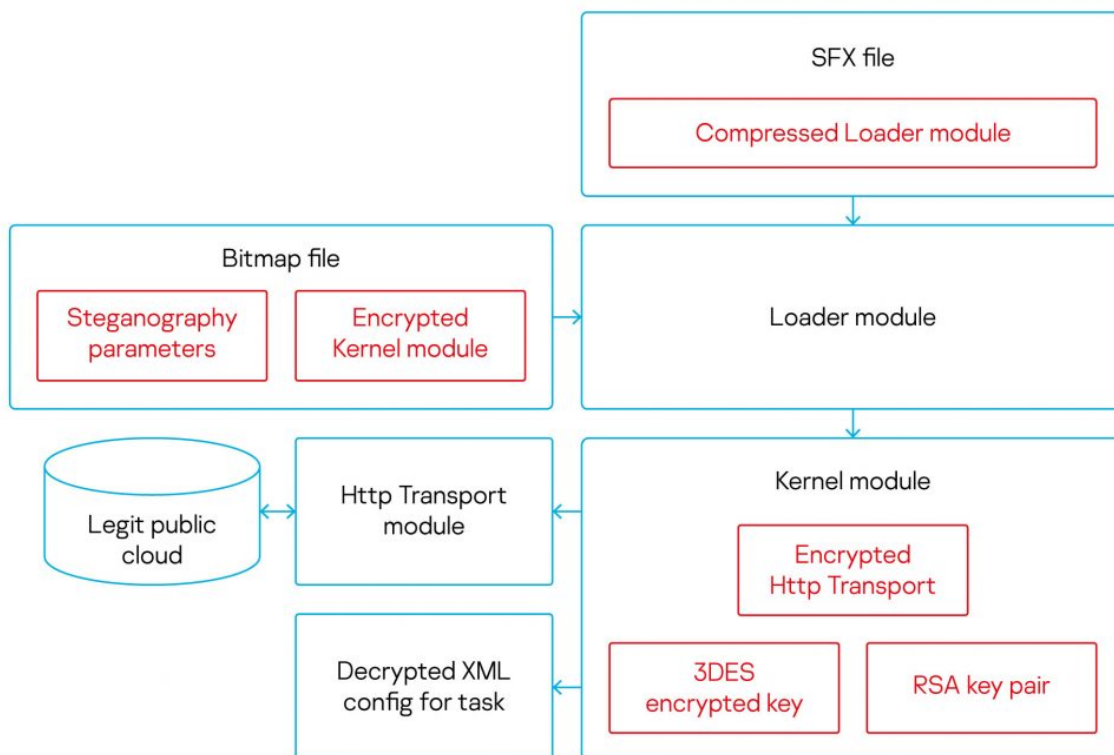 SFX file
Compressed Loader module
Bitmap file
Steganography
parameters
Encrypted
Kernel module
Loader module
Legit public
cloud
Http Transport
module
Kernel module
Encrypted
Http Transport
3DES
encrypted key
RSA key pair
Decrypted XML
config for task